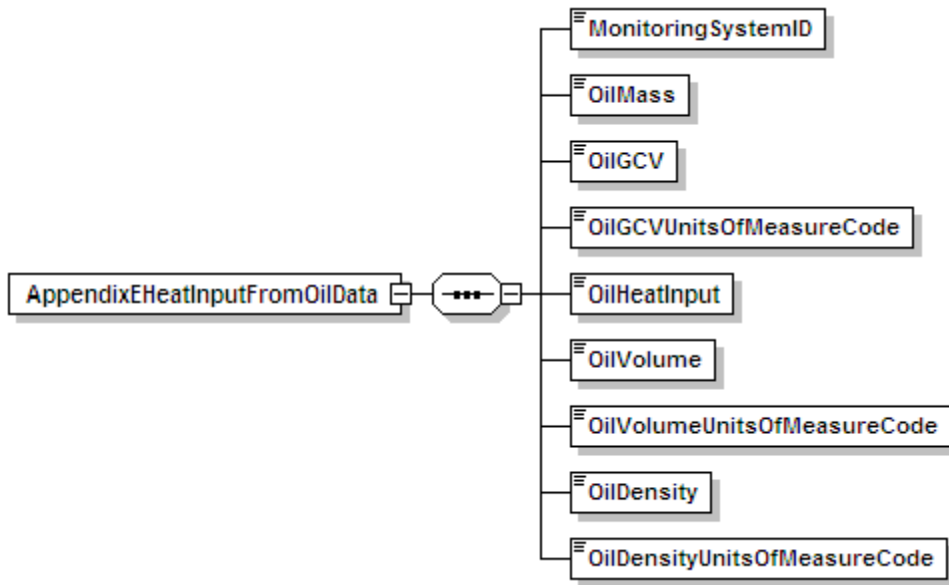 MonitoringSystemID
OilMass
OilGCV
OilGCVUnitsOfMeasureCode
AppendixEHeatInputFromOilData
OilHeatInput
OilVolume
OilVolumeUnitsOfMeasureCode
OilDensity
OilDensityUnitsOfMeasureCode